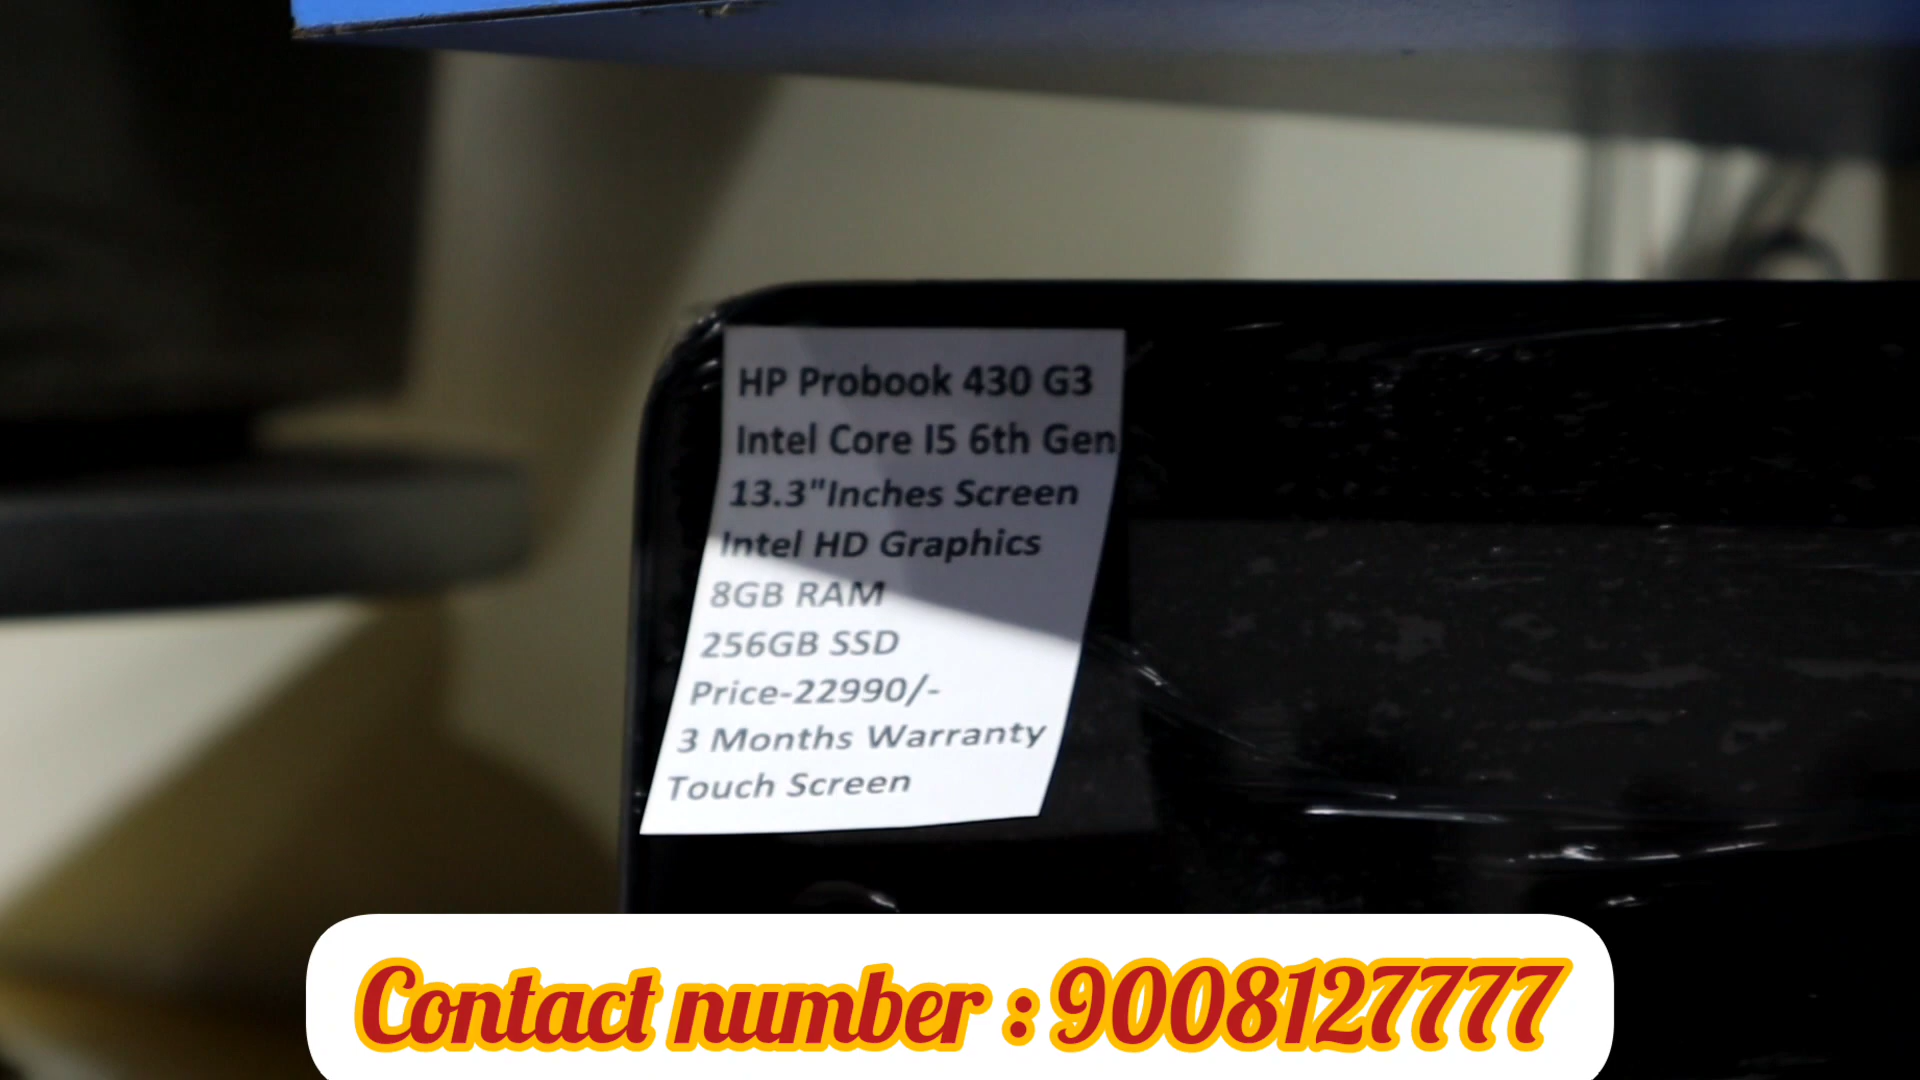 HP Probook 430 G3
Intel Core I5 6th Gen
13.3"Inches Screen
Intel HD Graphics
8GB RAM
256GB SSD
Price-22990/-
3 Months Warranty
Touch Screen
Contact number : 9008127777